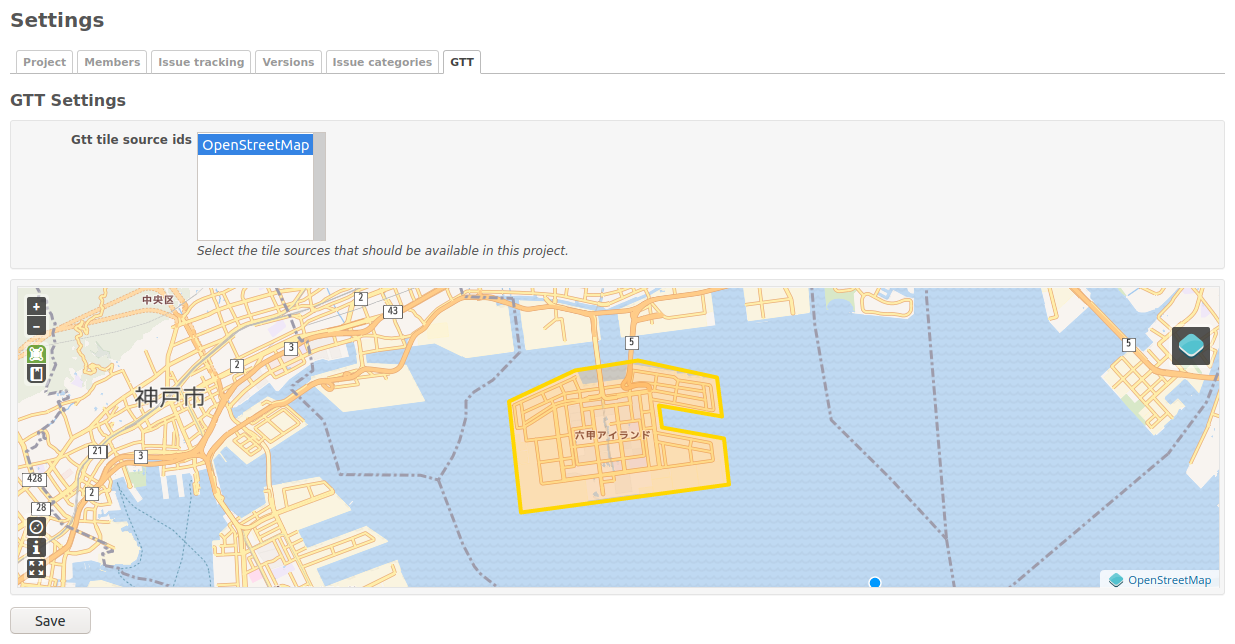 Settings
Project Members Issue tracking Versions Issue categories GTT
GTT Settings
Gtt tile source ids OpenStreetMap
Select the tile sources that should be available in this project.
中央区
2
43
+
−
5
5
3
2
神戸市
六甲アイランド
21
3
428
2
28
i
OpenStreetMap
Save